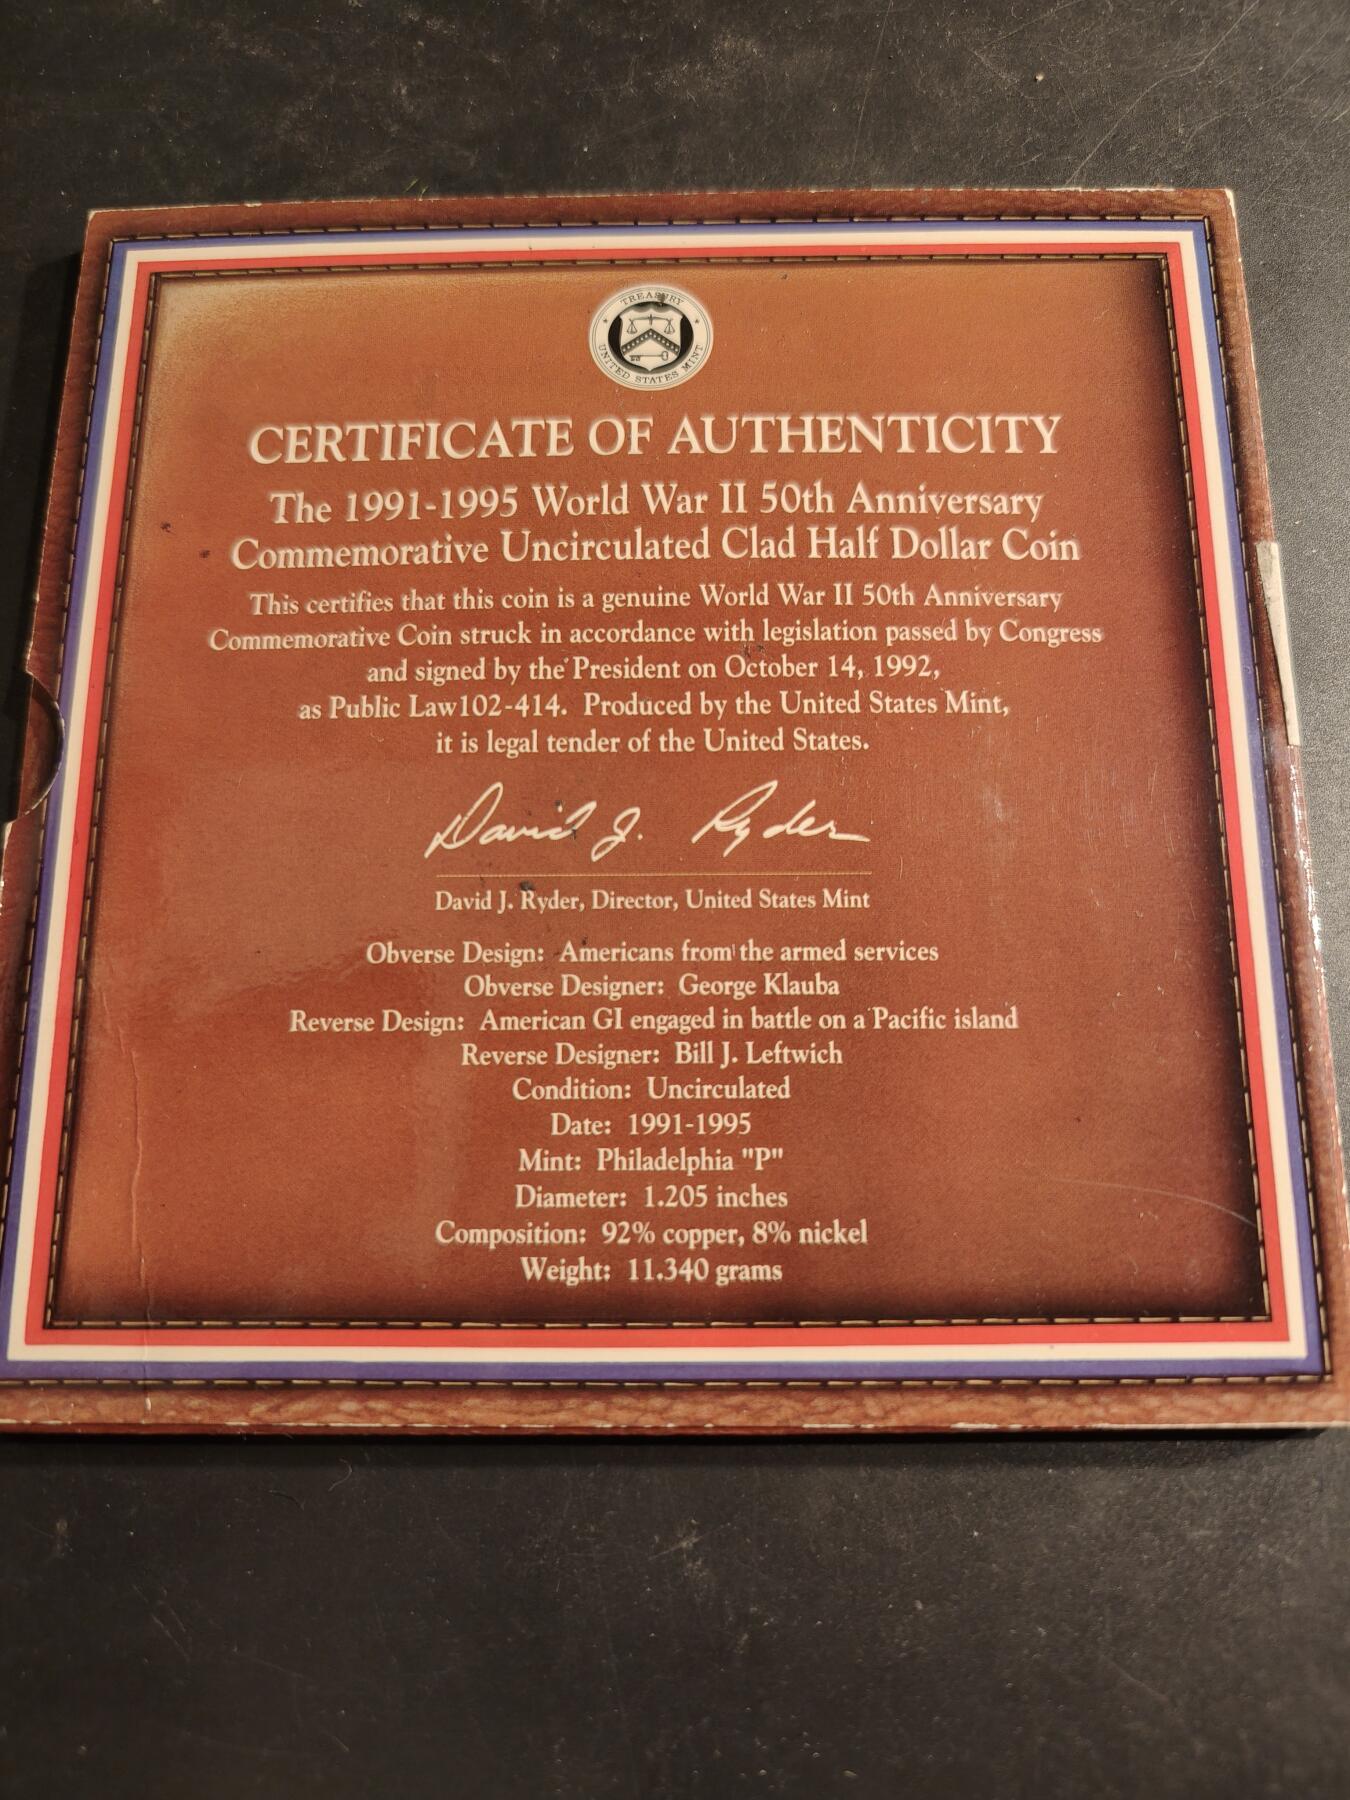 TREASURY
UNITED STATES MINT
CERTIFICATE OF AUTHENTICITY
The 1991-1995 World War II 50th Anniversary
Commemorative Uncirculated Clad Half Dollar Coin
This certifies that this coin is a genuine World War II 50th Anniversary
Commemorative Coin struck in accordance with legislation passed by Congress
and signed by the President on October 14, 1992,
as Public Law102-414. Produced by the United States Mint,
it is legal tender of the United States.
David J. Ryder
David J. Ryder, Director, United States Mint
Obverse Design: Americans from the armed services
Obverse Designer: George Klauba
Reverse Design: American GI engaged in battle on a Pacific island
Reverse Designer: Bill J. Leftwich
Condition: Uncirculated
Date: 1991-1995
Mint: Philadelphia "P"
Diameter: 1.205 inches
Composition: 92% copper, 8% nickel
Weight: 11.340 grams